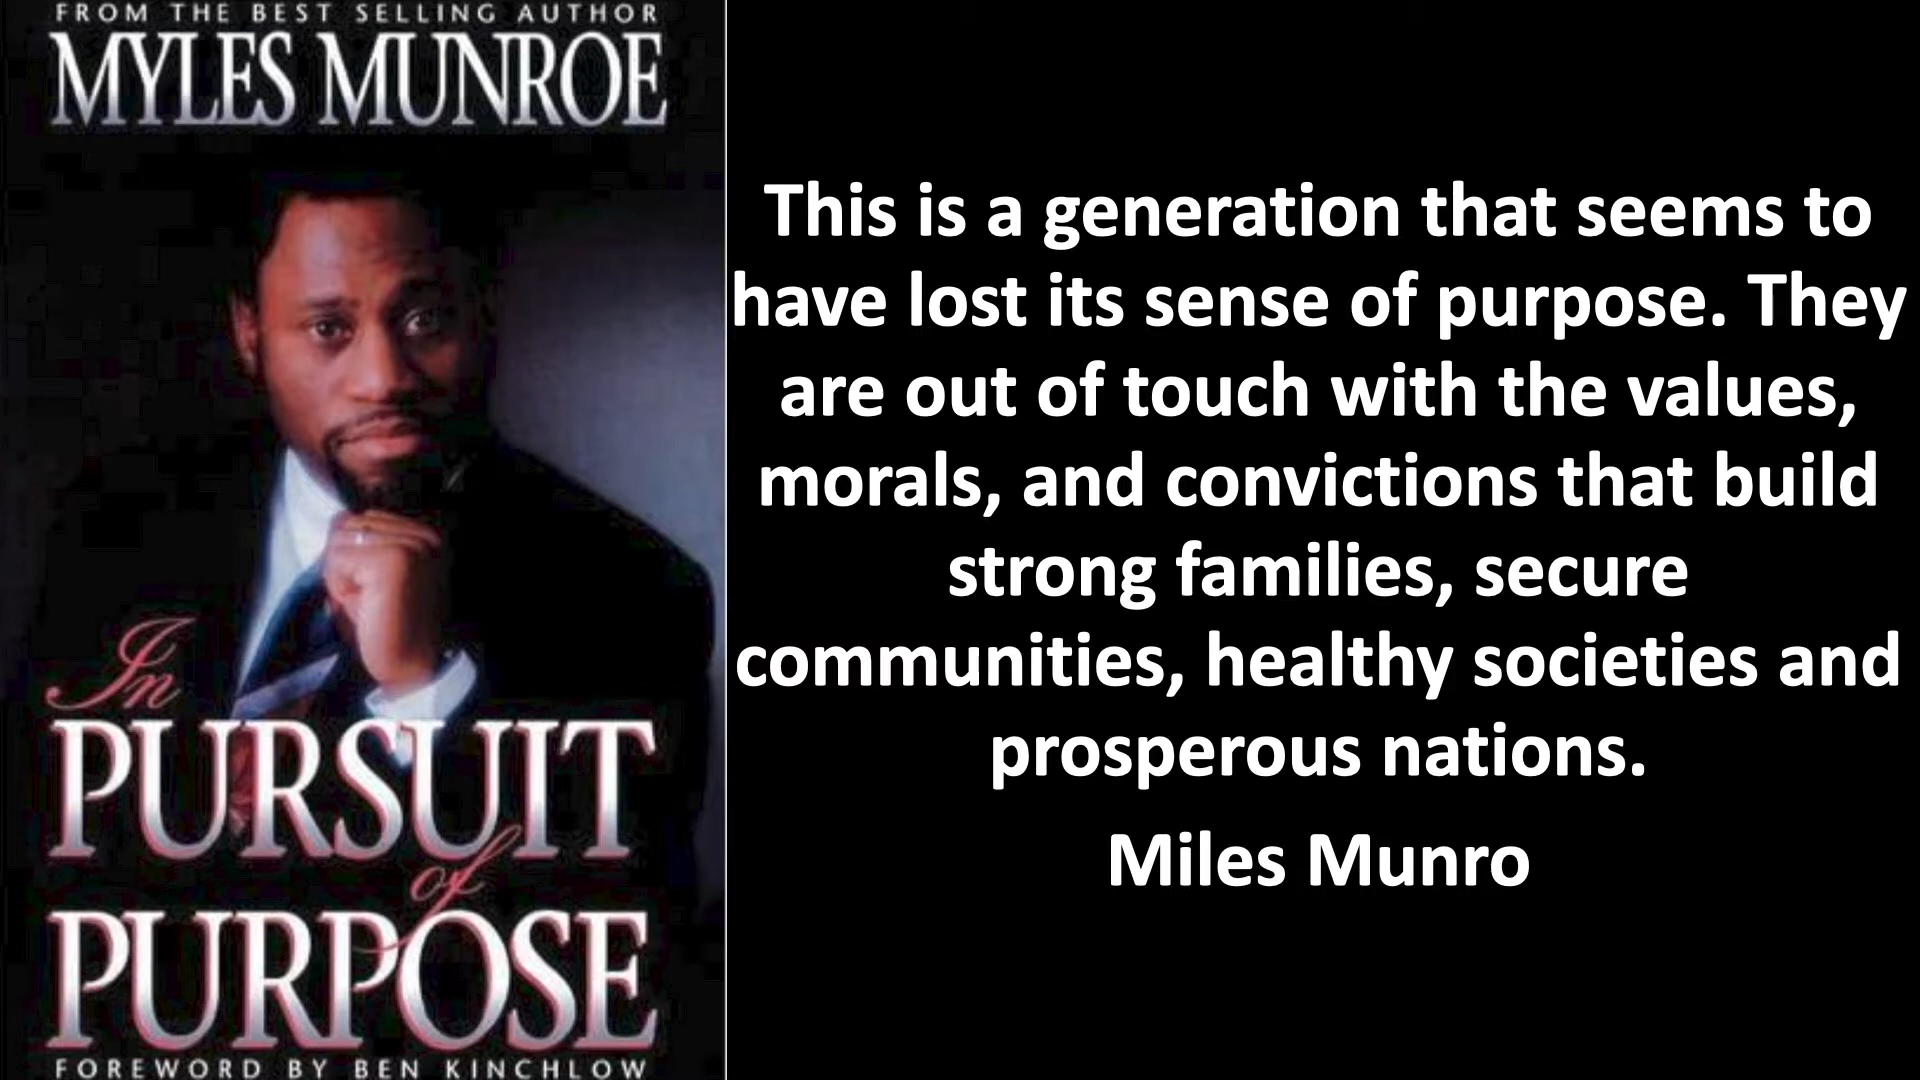 FROM THE BEST SELLING AUTHOR
MYLES MUNROE
In
PURSUIT
of
PURPOSE
FOREWORD BY BEN KINCHLOW
This is a generation that seems to
have lost its sense of purpose. They
are out of touch with the values,
morals, and convictions that build
strong families, secure
communities, healthy societies and
prosperous nations.
Miles Munro